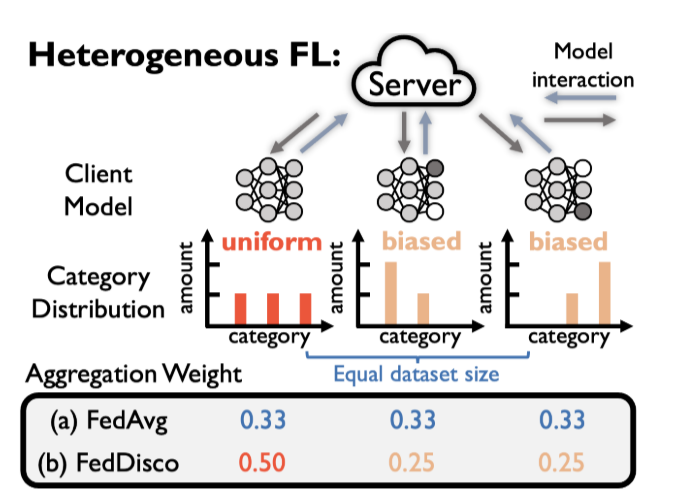 Heterogeneous FL:
Server
Model
interaction
Client
Model
uniform
biased
biased
Category
Distribution
amount
amount
amount
category
category
category
Aggregation Weight
Equal dataset size
(a) FedAvg 0.33 0.33 0.33
(b) FedDisco 0.50 0.25 0.25